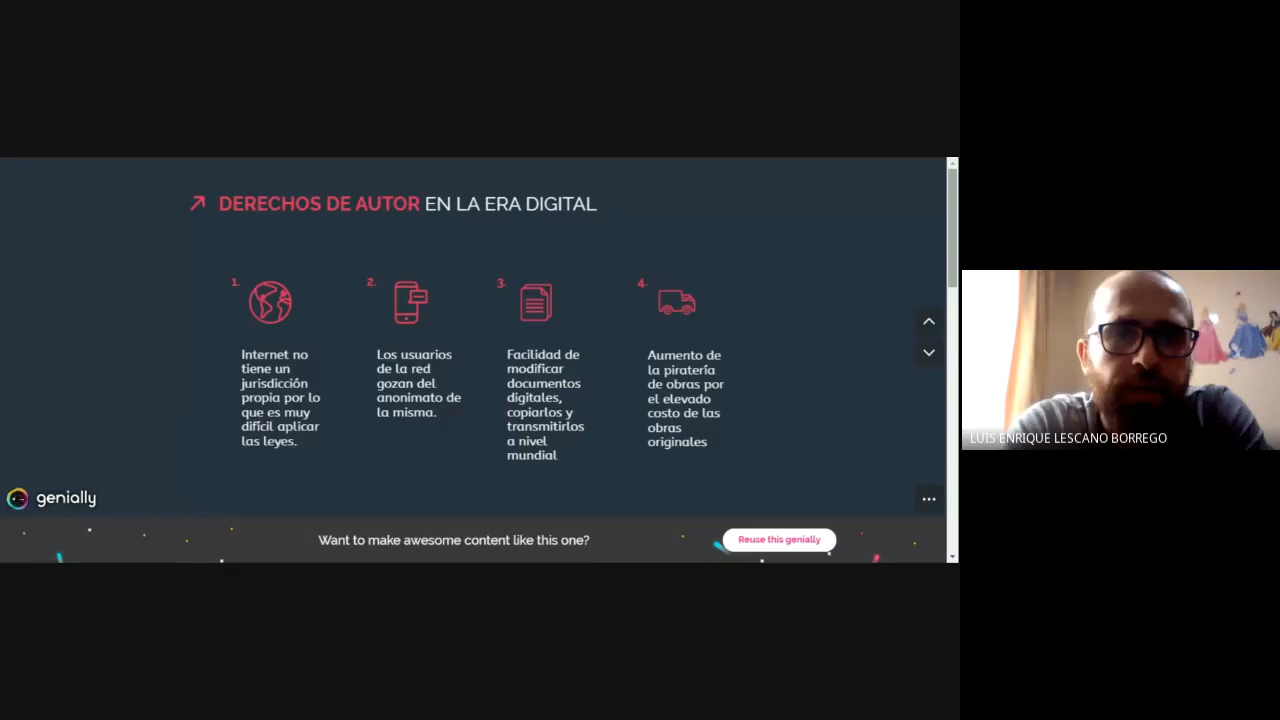 DERECHOS DE AUTOR EN LA ERA DIGITAL
1.
Internet no
tiene un
jurisdicción
propia por lo
que es muy
difícil aplicar
las leyes.
2.
Los usuarios
de la red
gozan del
anonimato de
la misma.
3.
Facilidad de
modificar
documentos
digitales,
copiarlos y
transmitirlos
a nivel
mundial
4.
Aumento de
la piratería
de obras por
el elevado
costo de las
obras
originales
genially
Want to make awesome content like this one?
Reuse this genially
LUIS ENRIQUE LESCANO BORREGO